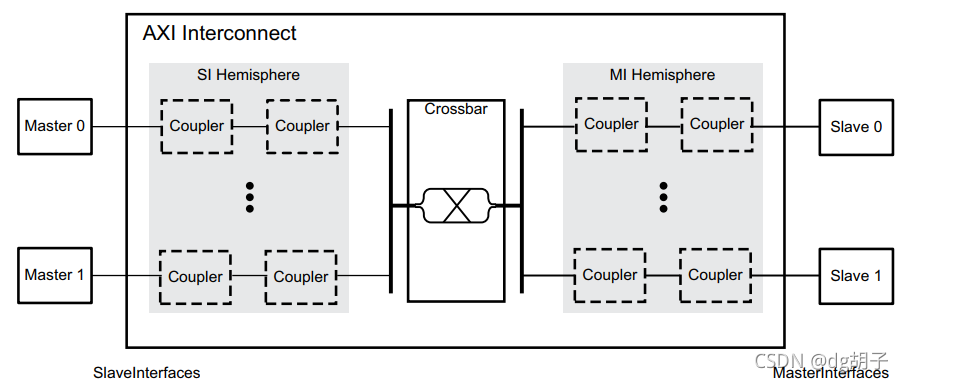 AXI Interconnect
SI Hemisphere
MI Hemisphere
Crossbar
Master 0
Coupler
Coupler
Coupler
Coupler
Slave 0
Master 1
Coupler
Coupler
Coupler
Coupler
Slave 1
SlaveInterfaces
MasterInterfaces
CSDN @dg胡子